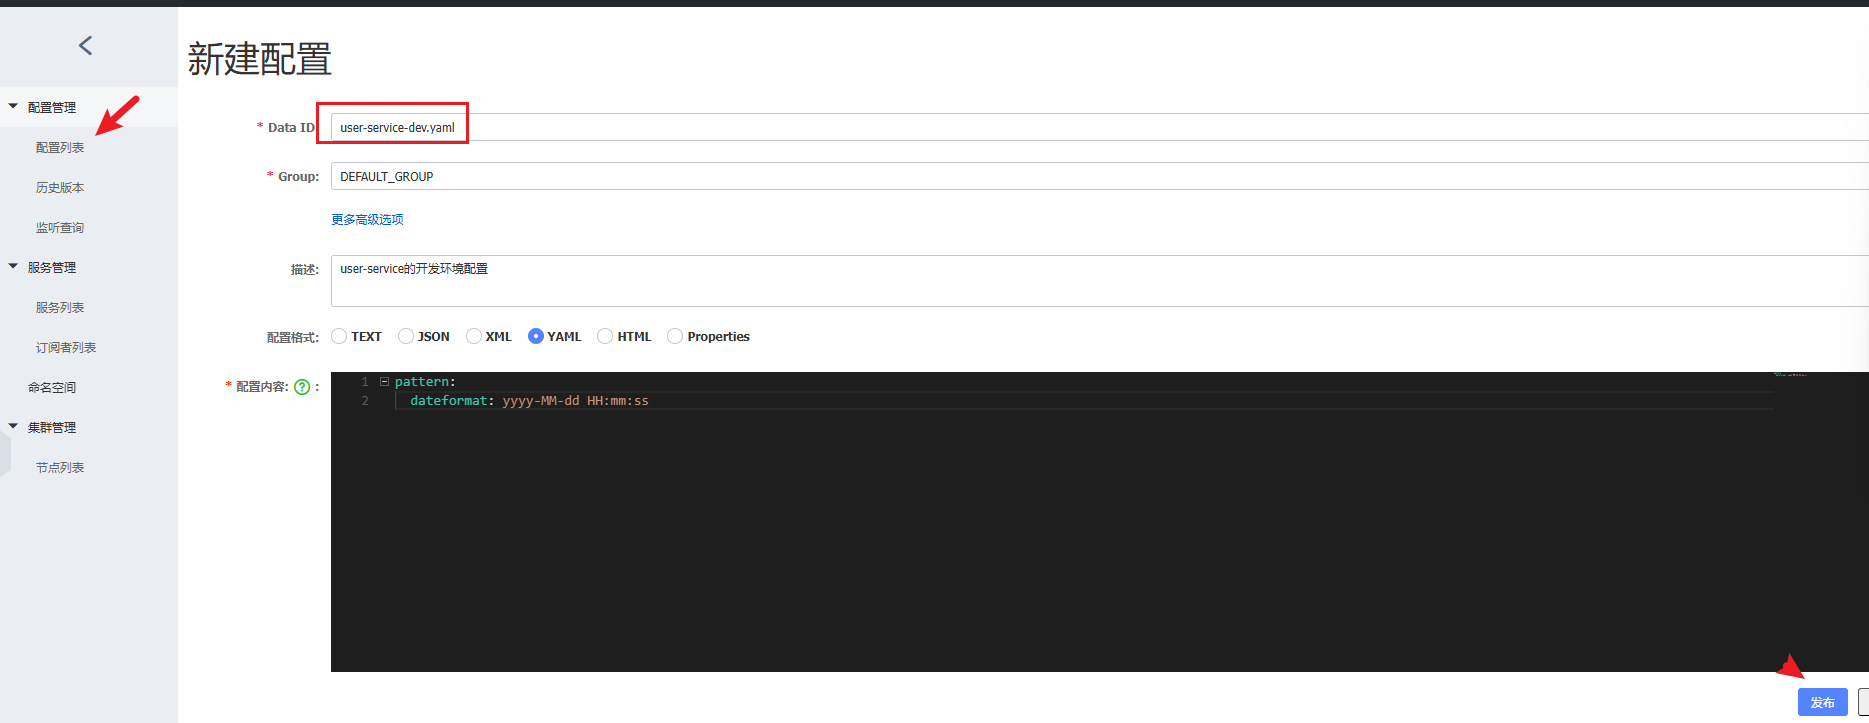 新建配置
配置管理
配置列表
历史版本
监听查询
服务管理
服务列表
订阅者列表
命名空间
集群管理
节点列表
* Data ID
user-service-dev.yaml
* Group:
DEFAULT_GROUP
更多高级选项
描述:
user-service的开发环境配置
配置格式:
TEXT JSON XML YAML HTML Properties
* 配置内容: ? :
1 pattern:
2 dateformat: yyyy-MM-dd HH:mm:ss
发布